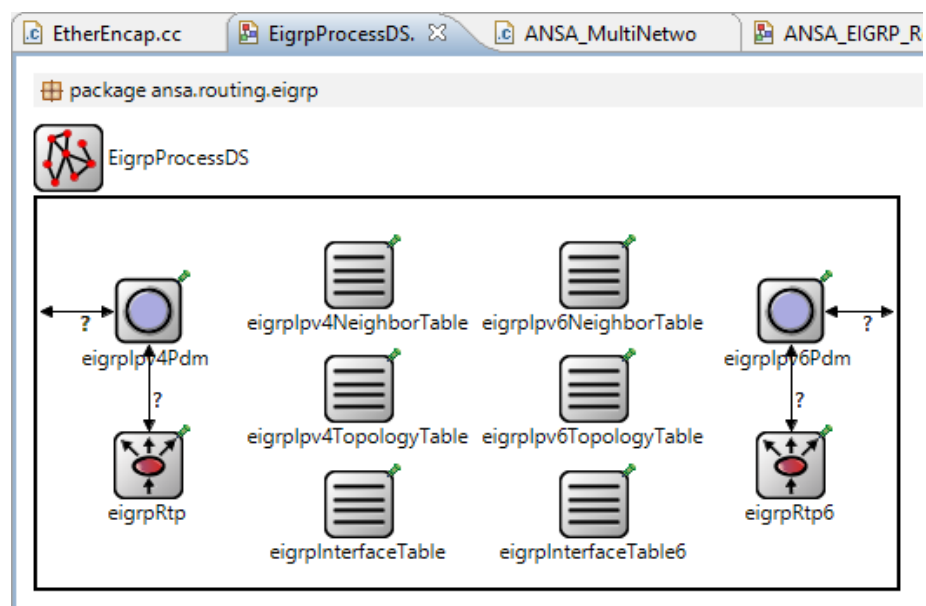 EtherEncap.cc EigrpProcessDS. ANSA_MultiNetwo ANSA_EIGRP_R
package ansa.routing.eigrp
EigrpProcessDS
eigrpIpv4NeighborTable eigrpIpv6NeighborTable
? ?
eigrpIpv4Pdm eigrpIpv6Pdm
? ?
eigrpIpv4TopologyTable eigrpIpv6TopologyTable
eigrpRtp eigrpRtp6
eigrpInterfaceTable eigrpInterfaceTable6